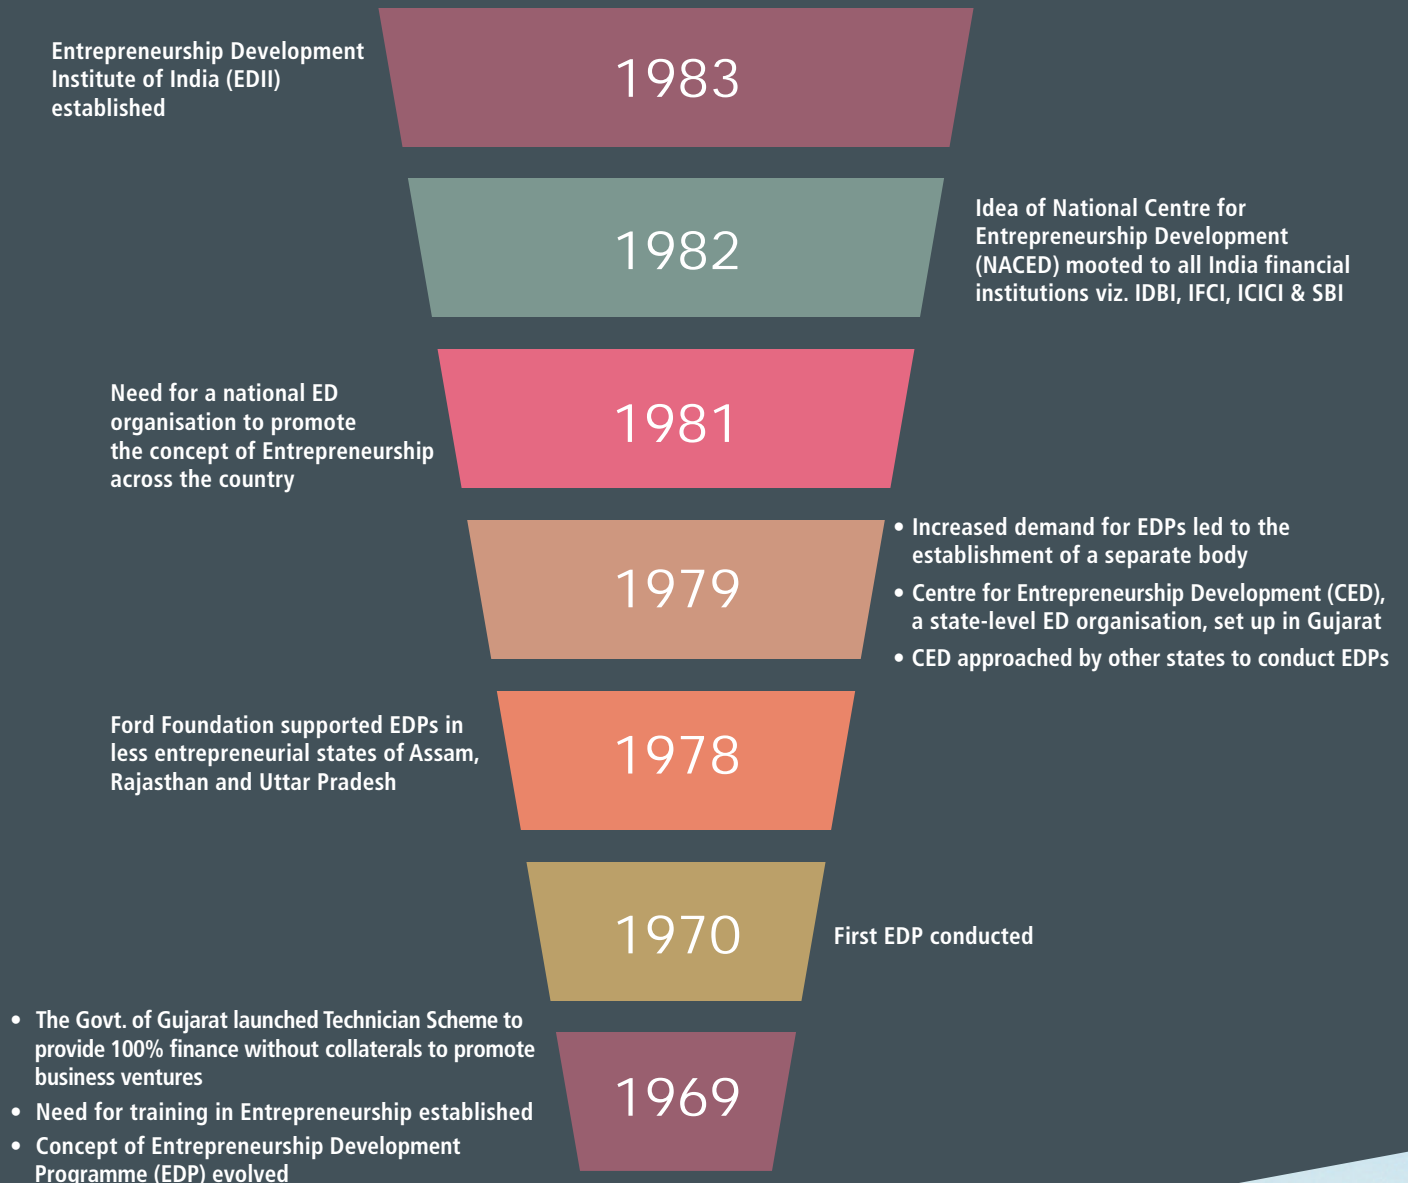 Entrepreneurship Development
Institute of India (EDII)
established
1983
1982
Idea of National Centre for
Entrepreneurship Development
(NACED) mooted to all India financial
institutions viz. IDBI, IFCI, ICICI & SBI
Need for a national ED
organisation to promote
the concept of Entrepreneurship
across the country
1981
1979
• Increased demand for EDPs led to the
establishment of a separate body
• Centre for Entrepreneurship Development (CED),
a state-level ED organisation, set up in Gujarat
• CED approached by other states to conduct EDPs
Ford Foundation supported EDPs in
less entrepreneurial states of Assam,
Rajasthan and Uttar Pradesh
1978
1970
First EDP conducted
• The Govt. of Gujarat launched Technician Scheme to
provide 100% finance without collaterals to promote
business ventures
• Need for training in Entrepreneurship established
• Concept of Entrepreneurship Development
Programme (EDP) evolved
1969